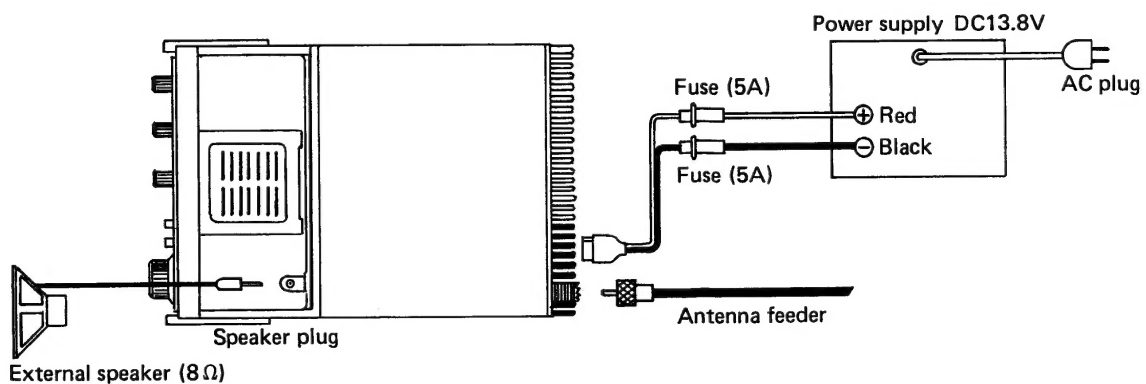 Power supply DC13.8V
AC plug
Fuse (5A)
⊕ Red
⊖ Black
Fuse (5A)
Antenna feeder
Speaker plug
External speaker (8Ω)